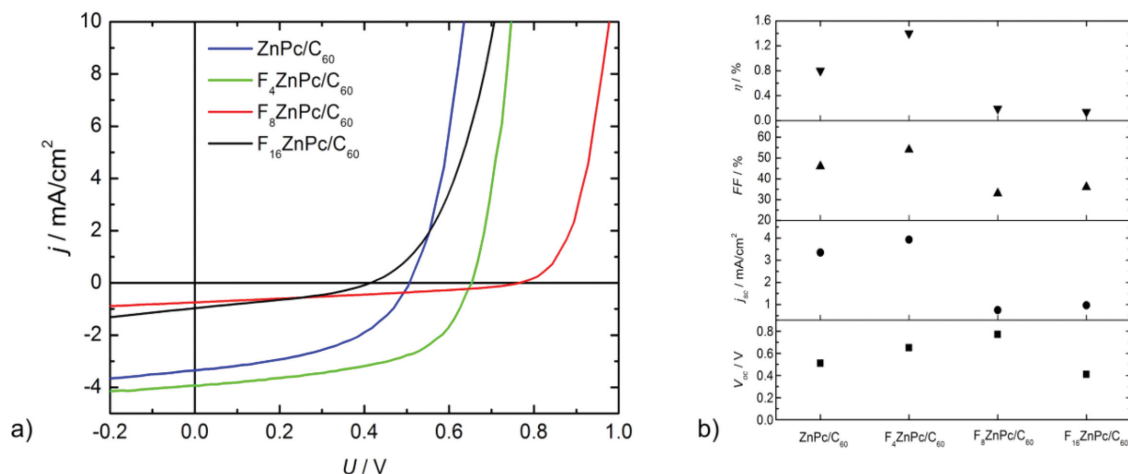 10
8
6
4
2
0
-2
-4
-0.2
0.0
0.2
0.4
0.6
0.8
1.0
j / mA/cm²
U / V
ZnPc/C₆₀
F₄ZnPc/C₆₀
F₈ZnPc/C₆₀
F₁₆ZnPc/C₆₀
a)
1.6
1.2
0.8
0.4
0.0
η / %
60
50
40
30
20
FF / %
4
3
2
1
j_sc / mA/cm²
0.8
0.6
0.4
0.2
0.0
V_oc / V
ZnPc/C₆₀
F₄ZnPc/C₆₀
F₈ZnPc/C₆₀
F₁₆ZnPc/C₆₀
b)